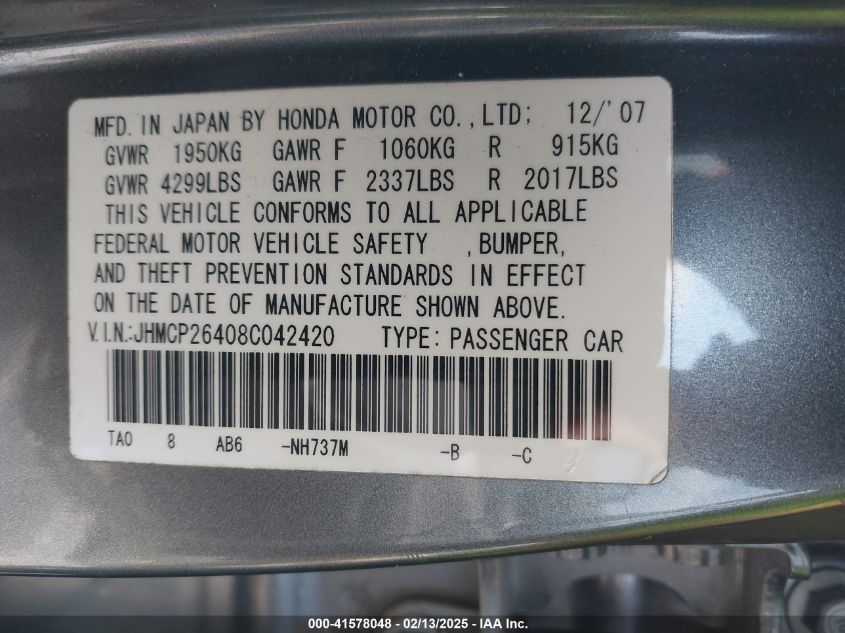 MFD. IN JAPAN BY HONDA MOTOR CO.,LTD; 12/'07
GVWR 1950KG GAWR F 1060KG R 915KG
GVWR 4299LBS GAWR F 2337LBS R 2017LBS
THIS VEHICLE CONFORMS TO ALL APPLICABLE
FEDERAL MOTOR VEHICLE SAFETY ,BUMPER,
AND THEFT PREVENTION STANDARDS IN EFFECT
ON THE DATE OF MANUFACTURE SHOWN ABOVE.
V.I.N.:JHMCP26408C042420 TYPE: PASSENGER CAR
TA0 8 AB6 -NH737M -B -C
000-41578048 — 02/13/2025 — IAA Inc.